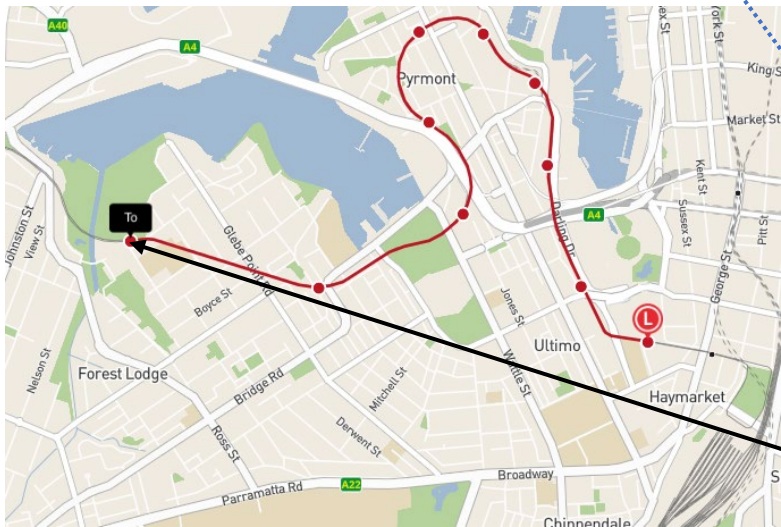 A40
A4
Pyrmont
sex St
York St
King S
Market St
Kent St
Sussex St
Pitt St
George St
A4
Darling Dr
To
Johnston St
View St
Glebe Point Rd
Boyce St
Jones St
L
Ultimo
Wattle St
Haymarket
Forest Lodge
Nelson St
Bridge Rd
Mitchell St
Derwent St
Ross St
Broadway
Parramatta Rd
A22
S
Chippendale